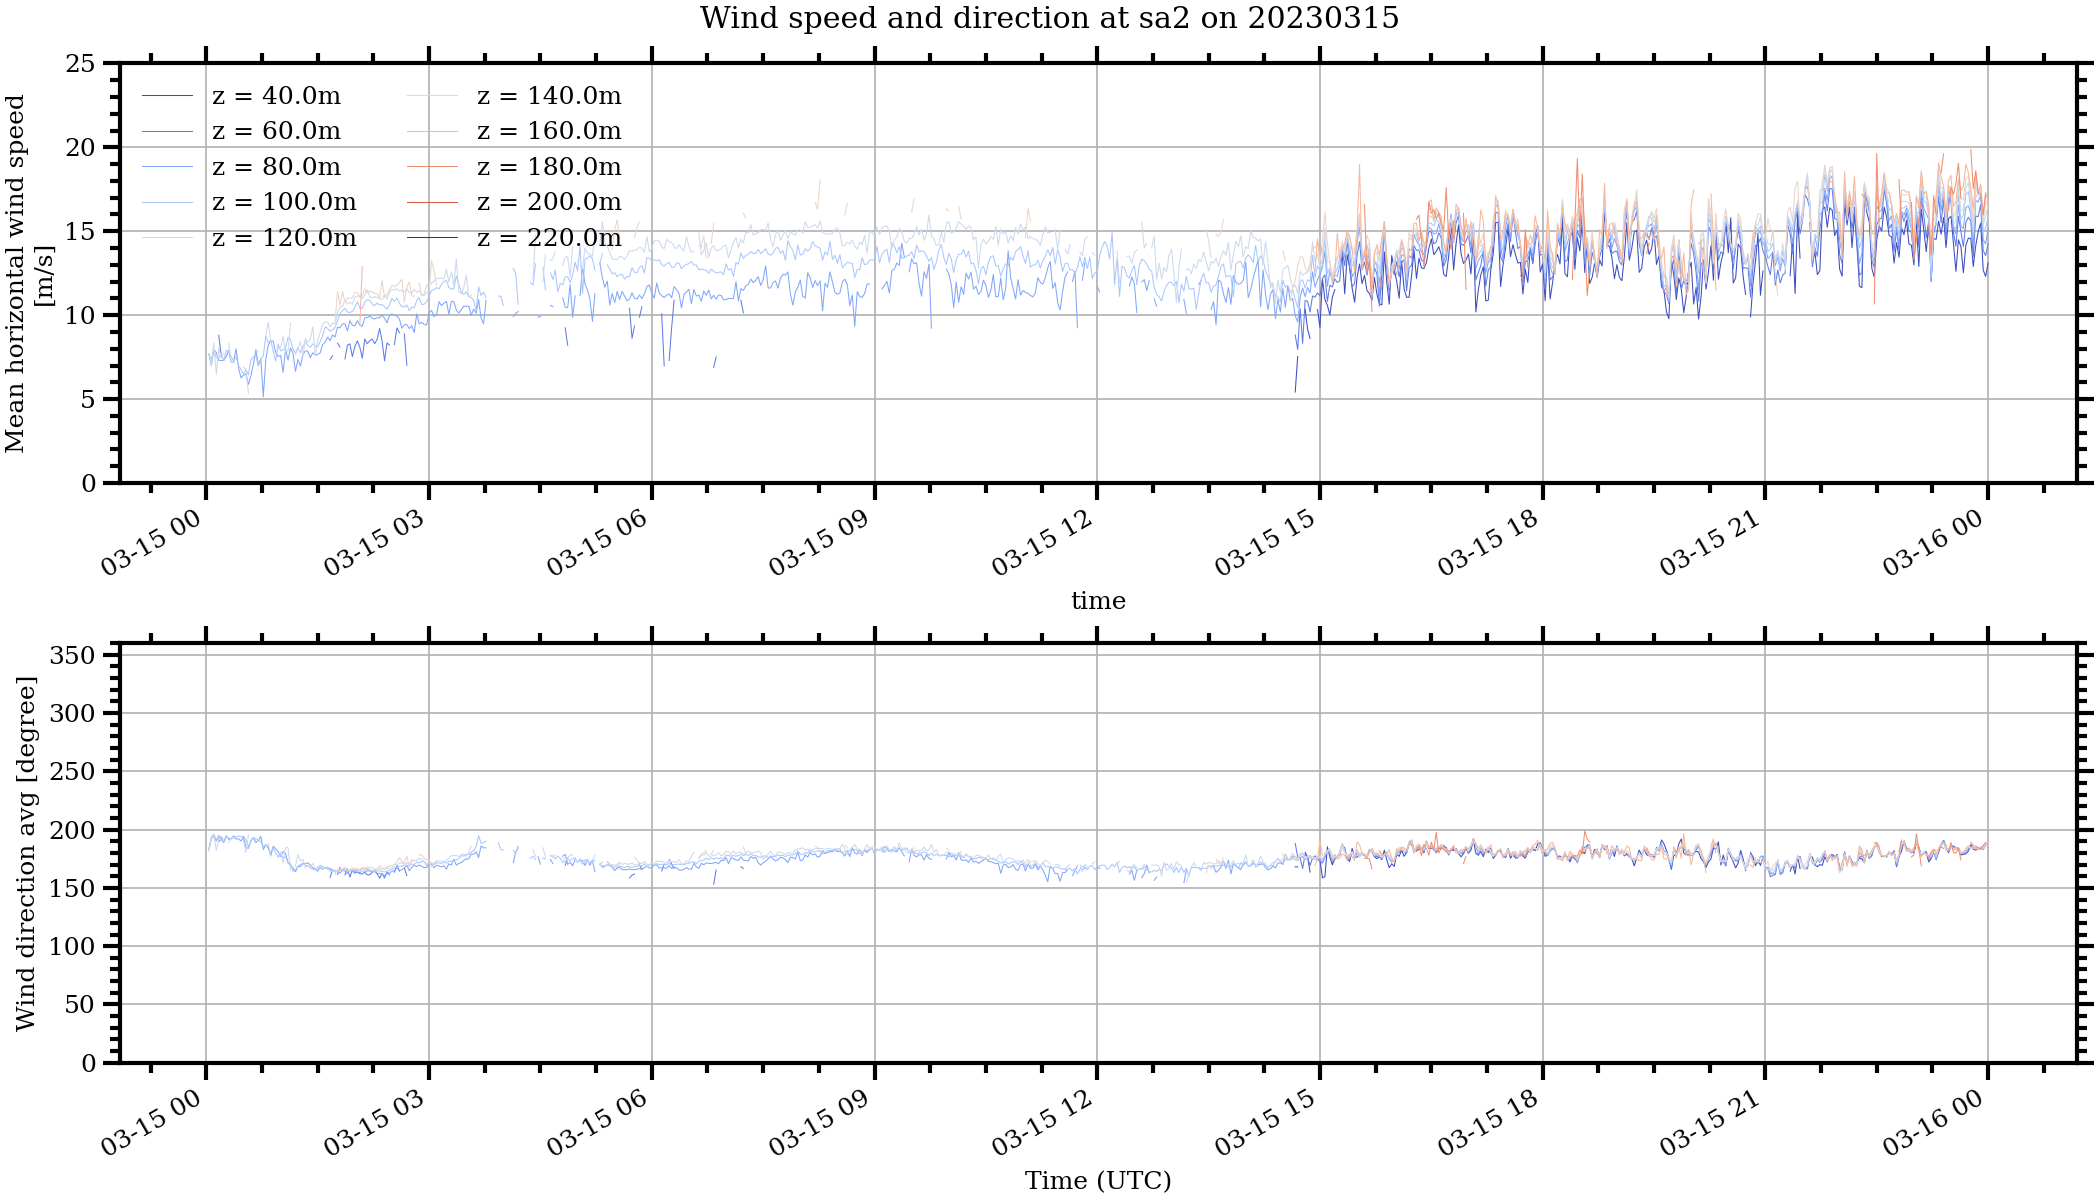 Wind speed and direction at sa2 on 20230315
Mean horizontal wind speed
[m/s]
25
20
15
10
5
0
z = 40.0m
z = 60.0m
z = 80.0m
z = 100.0m
z = 120.0m
z = 140.0m
z = 160.0m
z = 180.0m
z = 200.0m
z = 220.0m
03-15 00
03-15 03
03-15 06
03-15 09
03-15 12
03-15 15
03-15 18
03-15 21
03-16 00
time
Wind direction avg [degree]
350
300
250
200
150
100
50
0
03-15 00
03-15 03
03-15 06
03-15 09
03-15 12
03-15 15
03-15 18
03-15 21
03-16 00
Time (UTC)